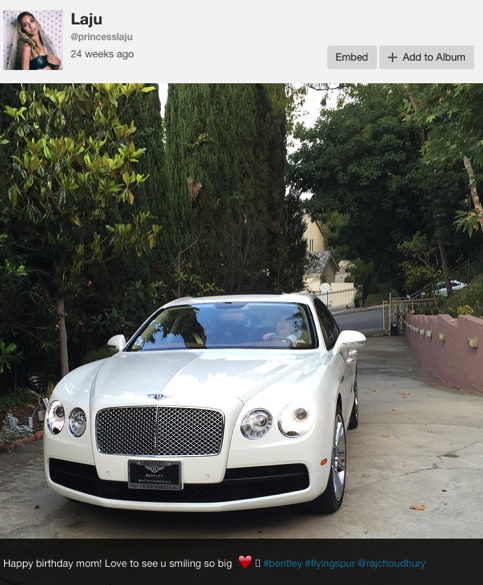 Laju
@princesslaju
24 weeks ago
Embed
+ Add to Album
BENTLEY
Happy birthday mom! Love to see u smiling so big ❤️ #bentley #flyingspur @rajchoudhury